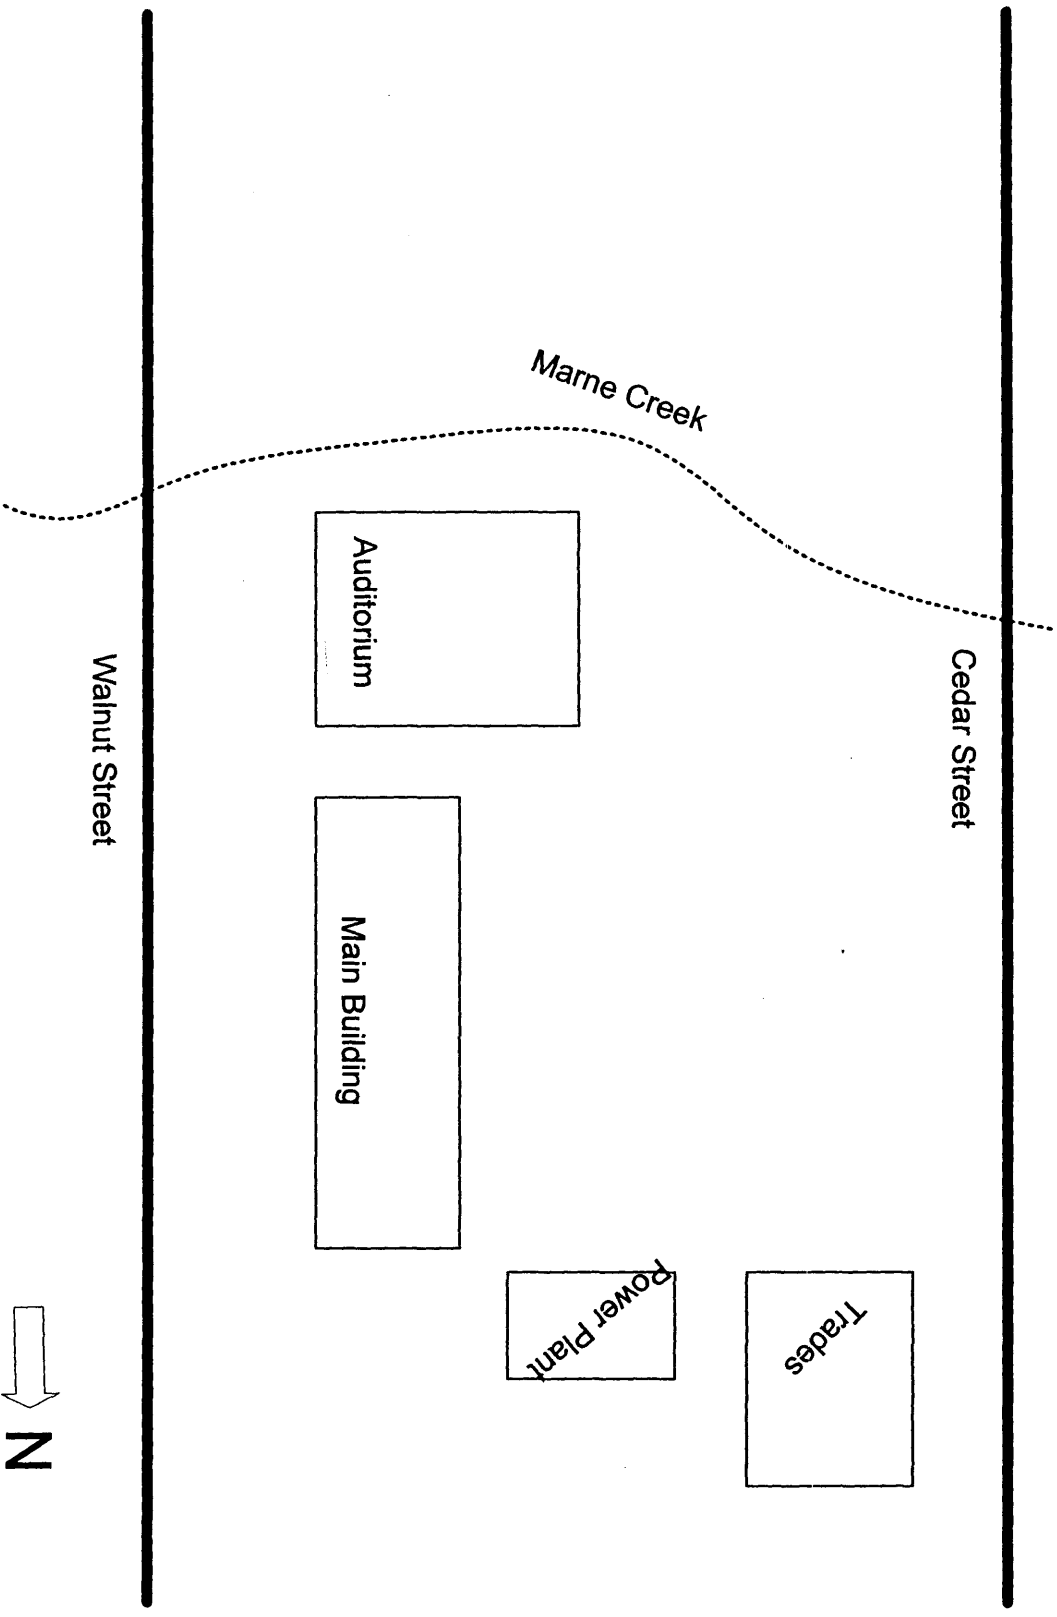 Marne Creek
Auditorium
Walnut Street
Cedar Street
Main Building
Power Plant
Trades
N